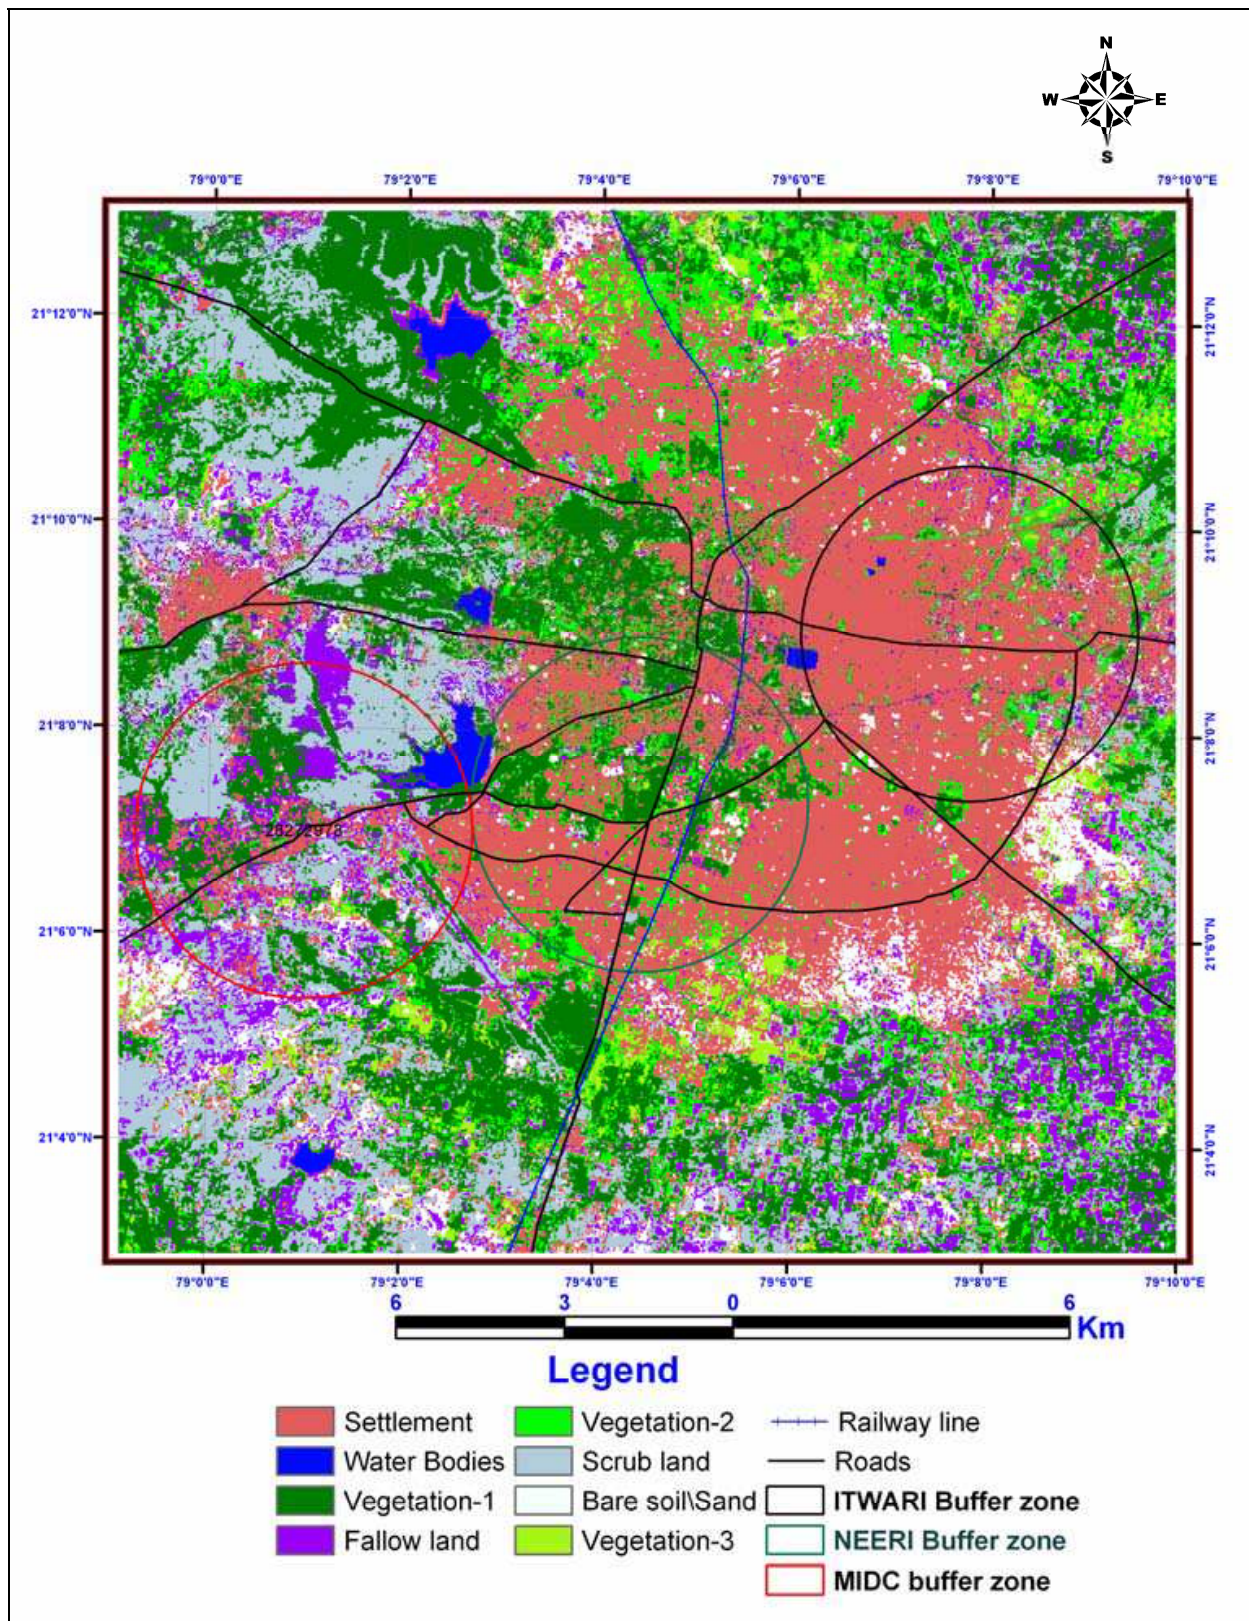 N
W E
S
79°0'0"E 79°2'0"E 79°4'0"E 79°6'0"E 79°8'0"E 79°10'0"E
21°12'0"N 21°12'0"N
21°10'0"N 21°10'0"N
21°8'0"N 21°8'0"N
26272978
21°6'0"N 21°6'0"N
21°4'0"N 21°4'0"N
79°0'0"E 79°2'0"E 79°4'0"E 79°6'0"E 79°8'0"E 79°10'0"E
6 3 0 6
Km
Legend
Settlement Vegetation-2 Railway line
Water Bodies Scrub land Roads
Vegetation-1 Bare soil\Sand ITWARI Buffer zone
Fallow land Vegetation-3 NEERI Buffer zone
MIDC buffer zone